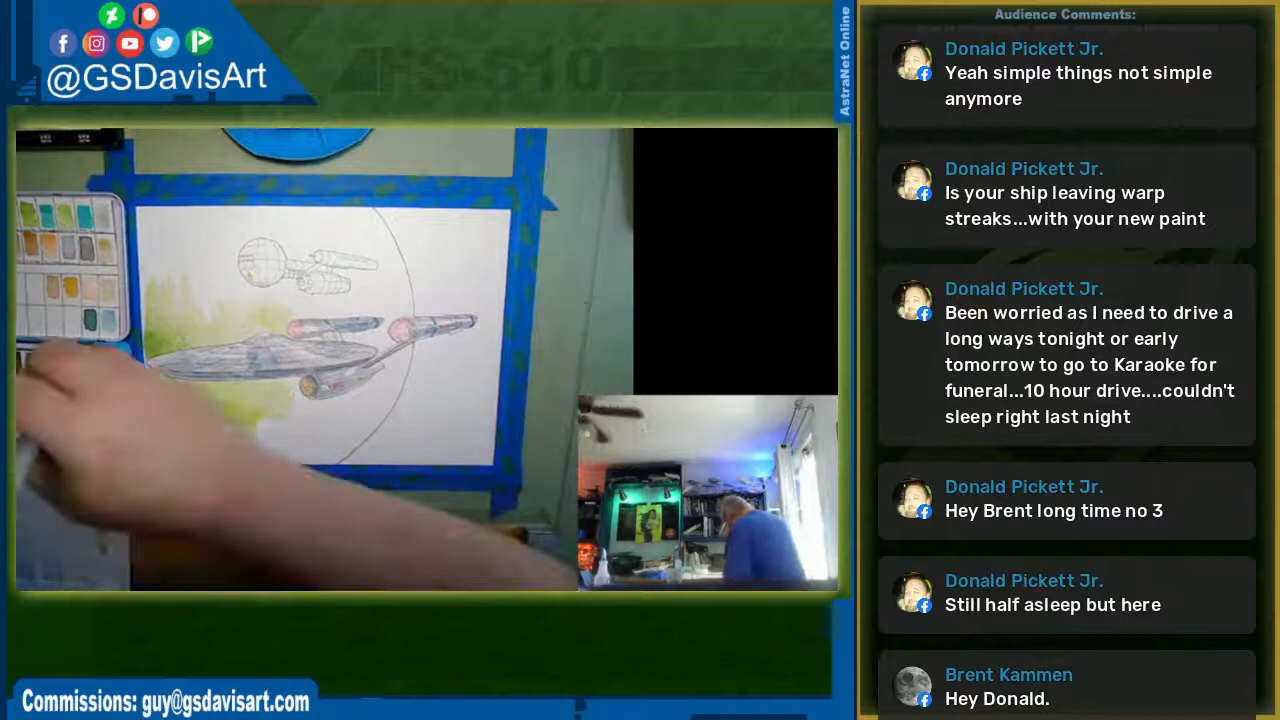 @GSDavisArt
AstraNet Online
Audience Comments:
Donald Pickett Jr.
Yeah simple things not simple
anymore
Donald Pickett Jr.
Is your ship leaving warp
streaks...with your new paint
Donald Pickett Jr.
Been worried as I need to drive a
long ways tonight or early
tomorrow to go to Karaoke for
funeral...10 hour drive....couldn't
sleep right last night
Donald Pickett Jr.
Hey Brent long time no 3
Donald Pickett Jr.
Still half asleep but here
Brent Kammen
Hey Donald.
Commissions: guy@gsdavisart.com